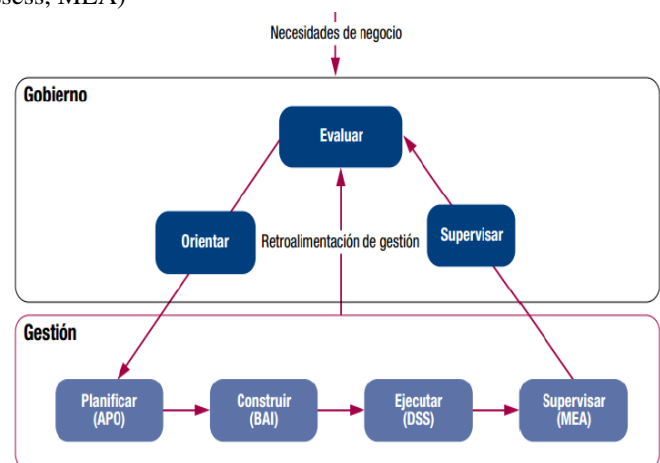 MEA)
Necesidades de negocio
Gobierno
Evaluar
Orientar
Retroalimentación de gestión
Supervisar
Gestión
Planificar
(APO)
Construir
(BAI)
Ejecutar
(DSS)
Supervisar
(MEA)